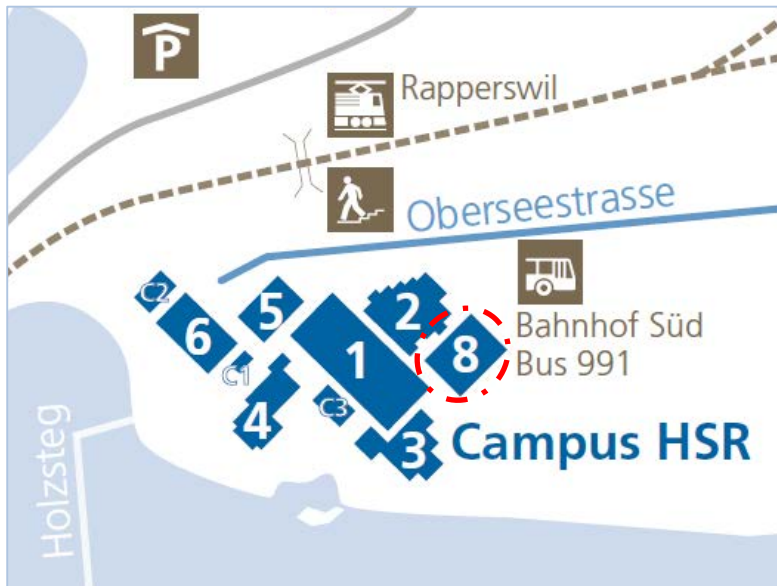 P
Rapperswil
Oberseestrasse
Bahnhof Süd
Bus 991
C2
6
5
2
8
1
C1
4
C3
3
Campus HSR
Holzsteg